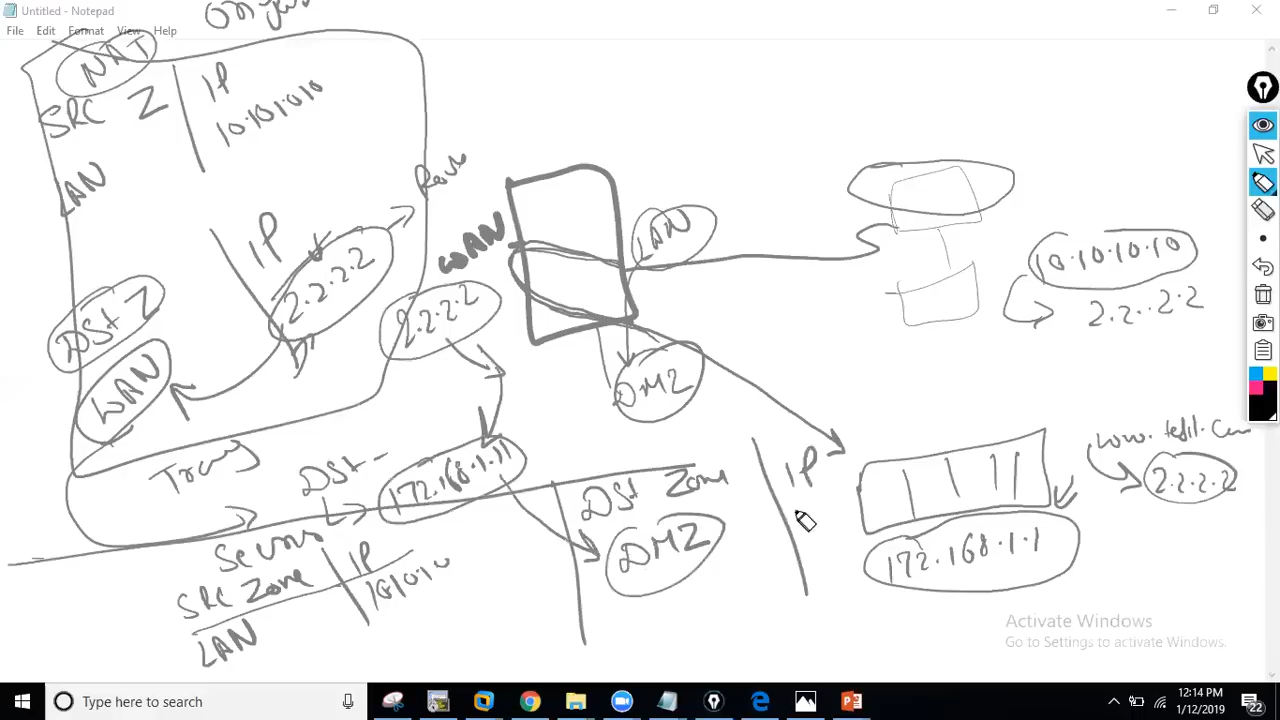 Untitled - Notepad
File Edit Format View Help
NAT
SRC Z
IP
10.10.10.10
LAN
IP
2.2.2.2
DSt Z
WAN
WAN
LAN
2.2.2.2
DMZ
10.10.10.10
2.2.2.2
Trans
DSt -
172.168.1.11
SRC Zone
IP
LAN
DSt Zone
DMZ
IP
172.168.1.1
2.2.2.2
Activate Windows
Go to Settings to activate Windows.
Type here to search
12:14 PM
1/12/2019
22